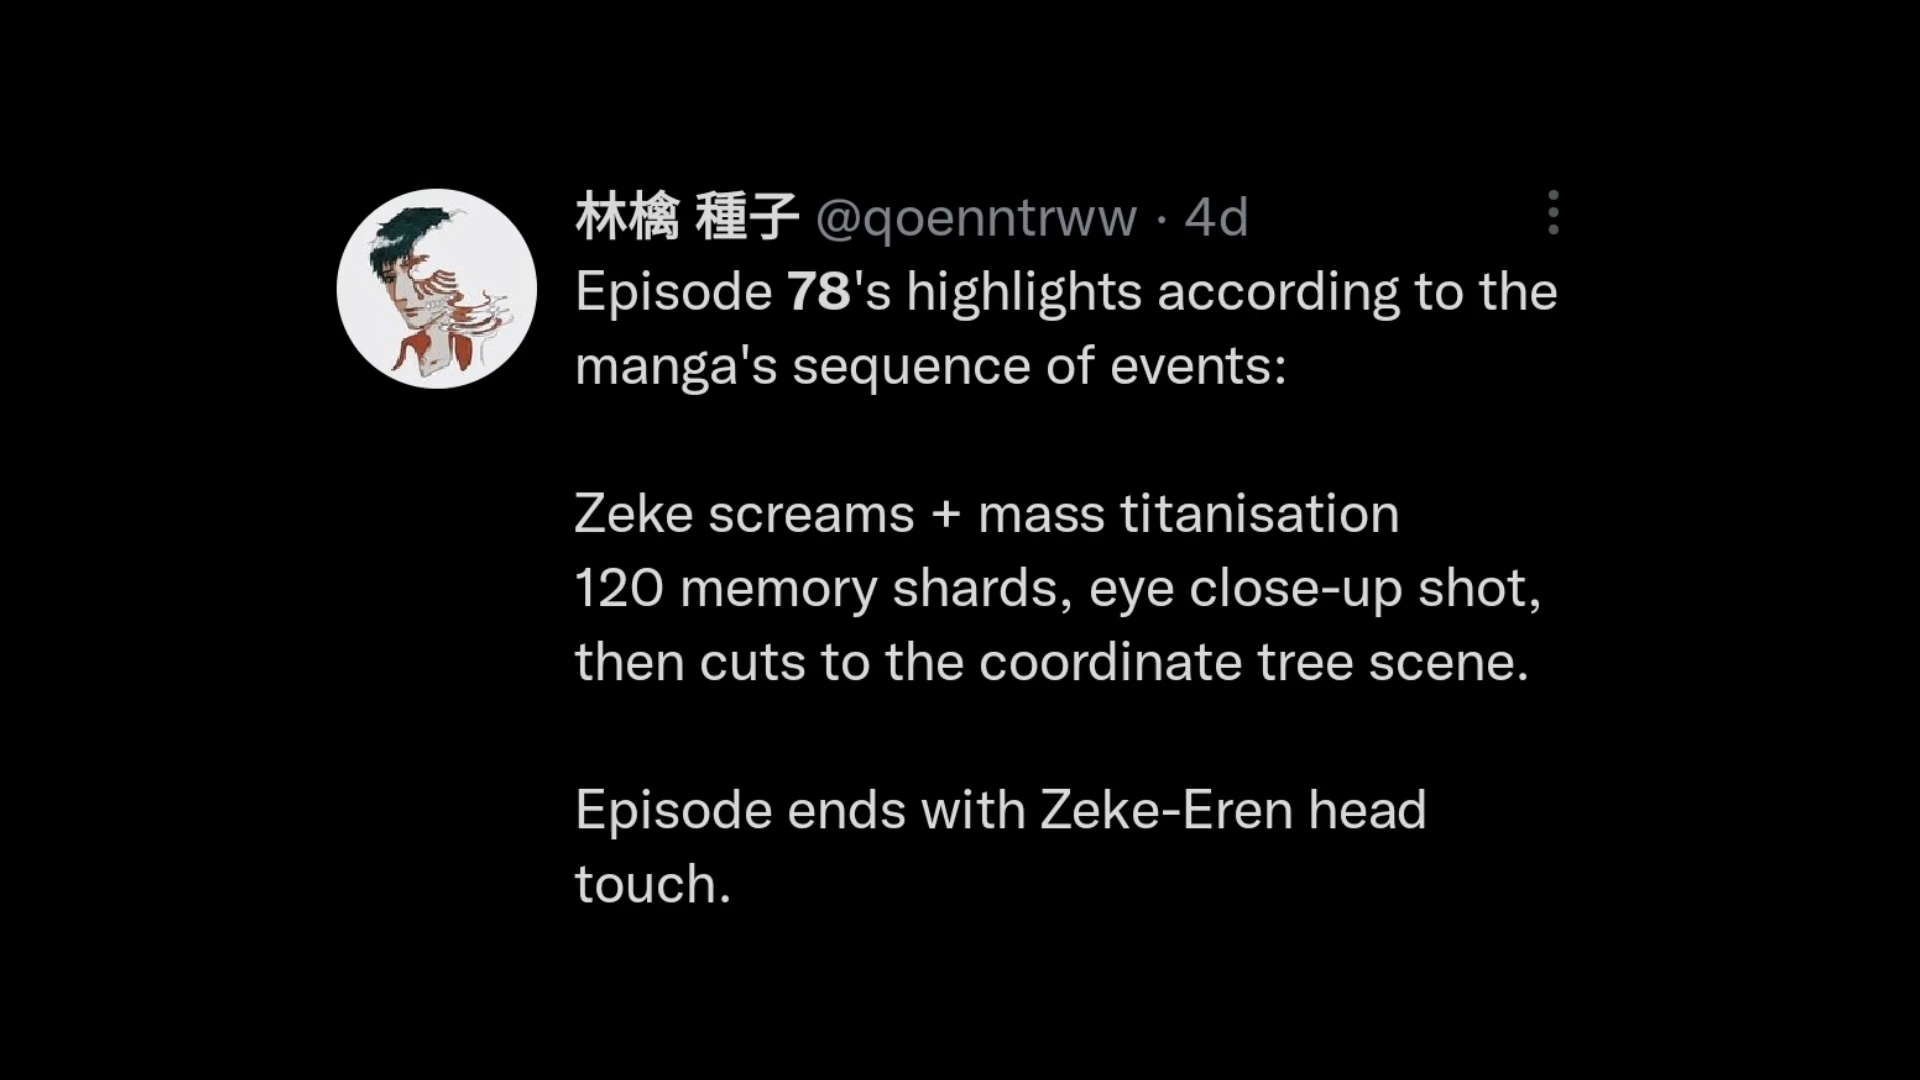 林檎 種子 @qoenntrww · 4d
Episode 78's highlights according to the
manga's sequence of events:
Zeke screams + mass titanisation
120 memory shards, eye close-up shot,
then cuts to the coordinate tree scene.
Episode ends with Zeke-Eren head
touch.